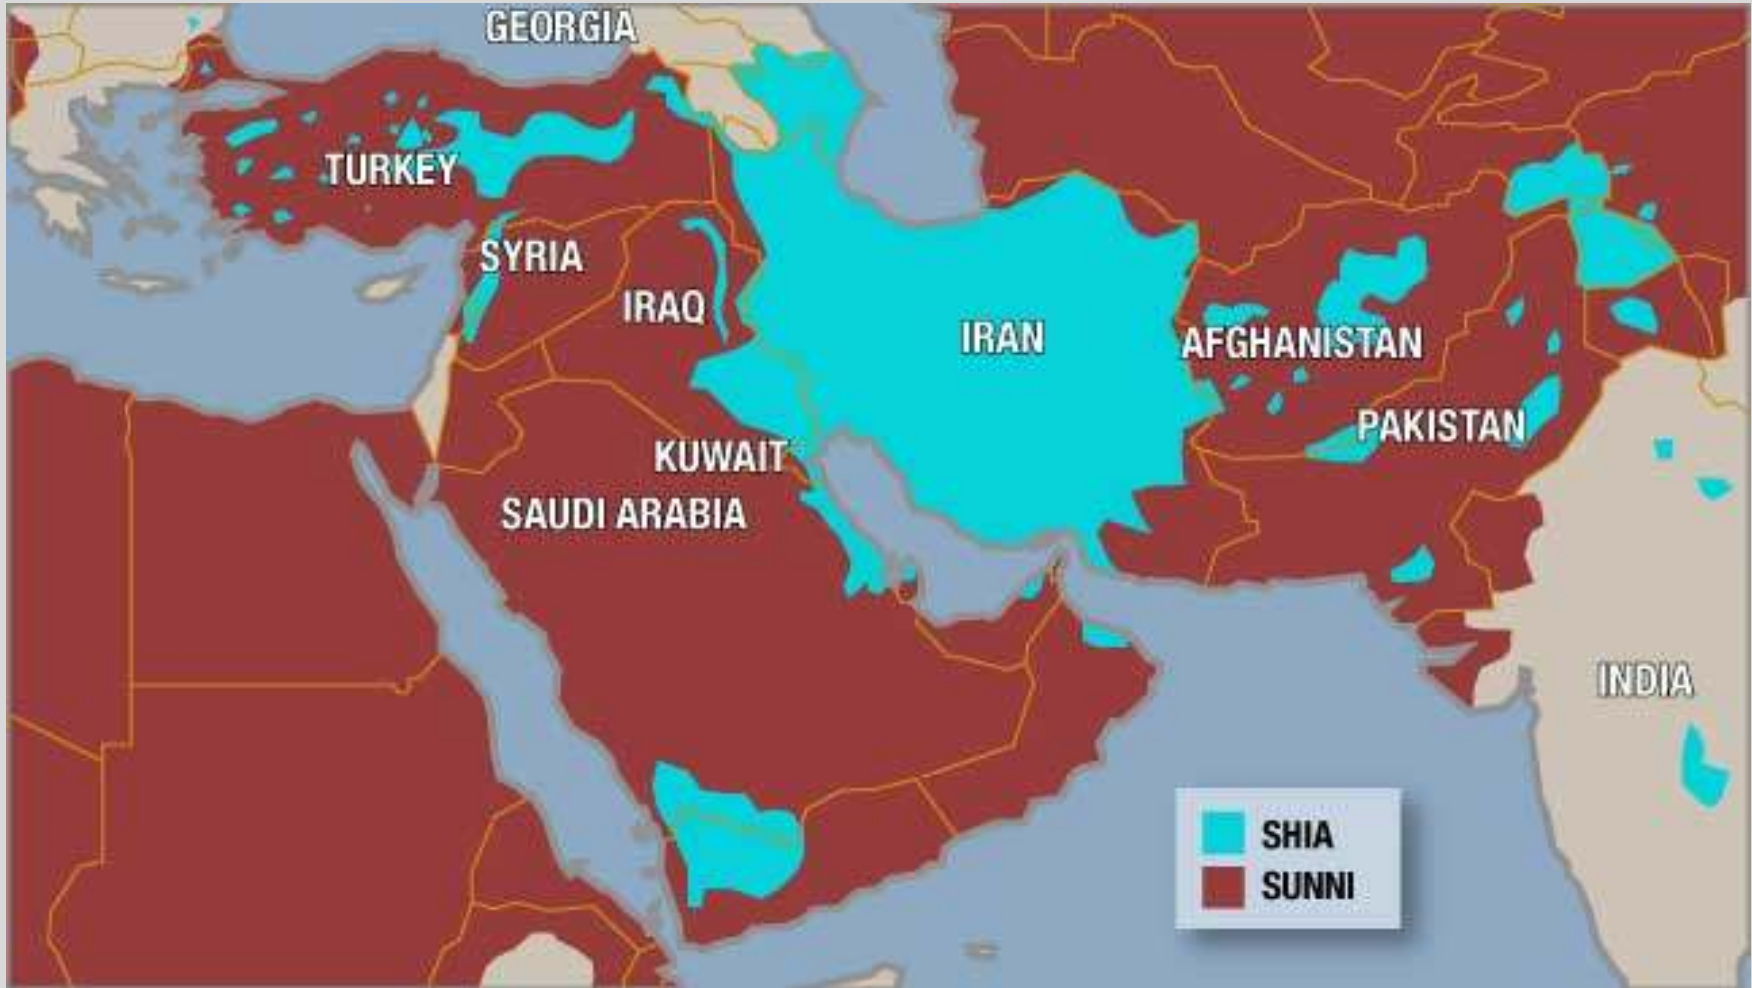 GEORGIA
TURKEY
SYRIA
IRAQ
IRAN
AFGHANISTAN
PAKISTAN
KUWAIT
SAUDI ARABIA
INDIA
SHIA
SUNNI